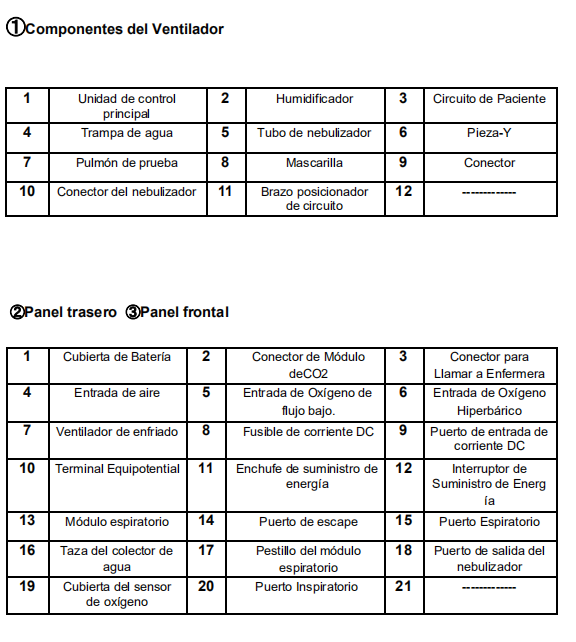 ①Componentes del Ventilador
1 Unidad de control principal 2 Humidificador 3 Circuito de Paciente
4 Trampa de agua 5 Tubo de nebulizador 6 Pieza-Y
7 Pulmón de prueba 8 Mascarilla 9 Conector
10 Conector del nebulizador 11 Brazo posicionador de circuito 12 -------------
②Panel trasero ③Panel frontal
1 Cubierta de Batería 2 Conector de Módulo deCO2 3 Conector para Llamar a Enfermera
4 Entrada de aire 5 Entrada de Oxígeno de flujo bajo. 6 Entrada de Oxígeno Hiperbárico
7 Ventilador de enfriado 8 Fusible de corriente DC 9 Puerto de entrada de corriente DC
10 Terminal Equipotential 11 Enchufe de suministro de energía 12 Interruptor de Suministro de Energ ía
13 Módulo espiratorio 14 Puerto de escape 15 Puerto Espiratorio
16 Taza del colector de agua 17 Pestillo del módulo espiratorio 18 Puerto de salida del nebulizador
19 Cubierta del sensor de oxígeno 20 Puerto Inspiratorio 21 -------------